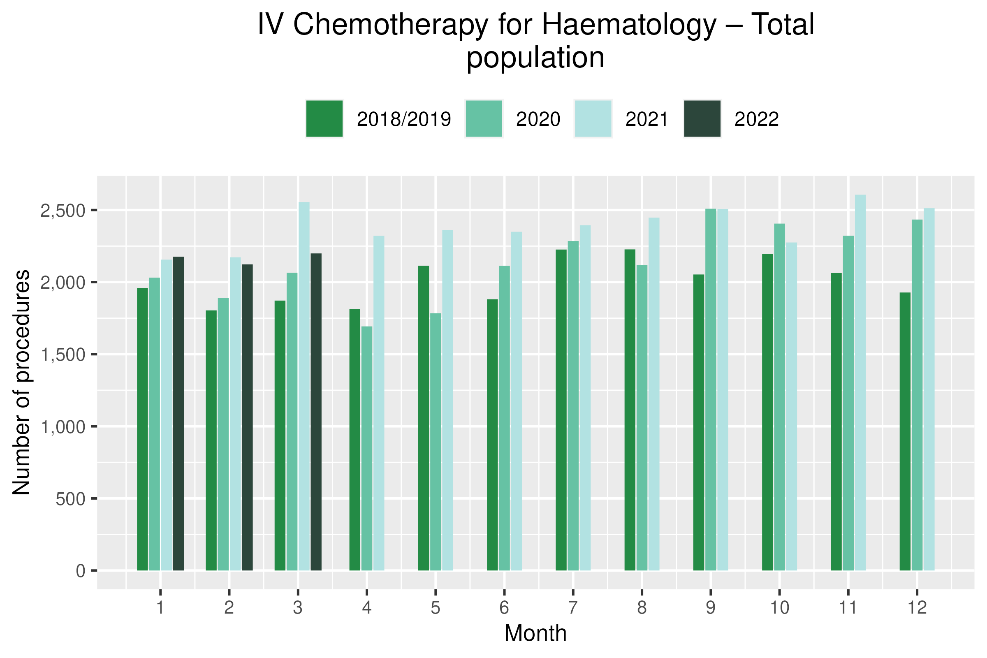 IV Chemotherapy for Haematology – Total
population
2018/2019 2020 2021 2022
Number of procedures
2,500
2,000
1,500
1,000
500
0
1 2 3 4 5 6 7 8 9 10 11 12
Month